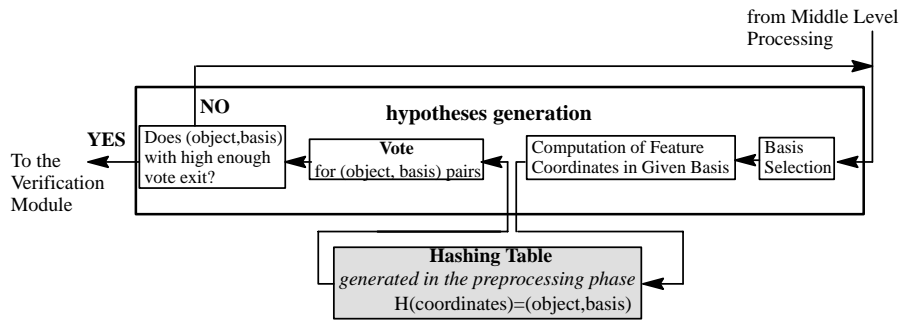 from Middle Level
Processing
NO
hypotheses generation
YES
To the
Verification
Module
Does (object,basis)
with high enough
vote exit?
Vote
for (object, basis) pairs
Computation of Feature
Coordinates in Given Basis
Basis
Selection
Hashing Table
generated in the preprocessing phase
H(coordinates)=(object,basis)